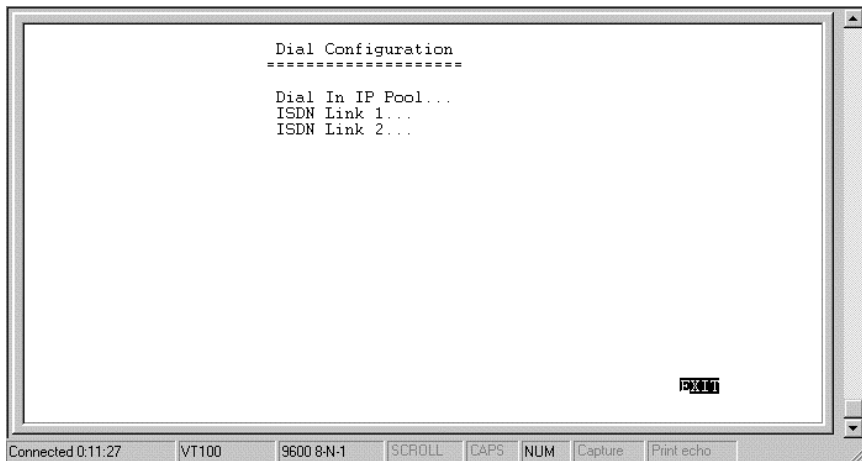 Dial Configuration
=====================
Dial In IP Pool...
ISDN Link 1...
ISDN Link 2...
EXIT
Connected 0:11:27 VT100 9600 8-N-1 SCROLL CAPS NUM Capture Print echo